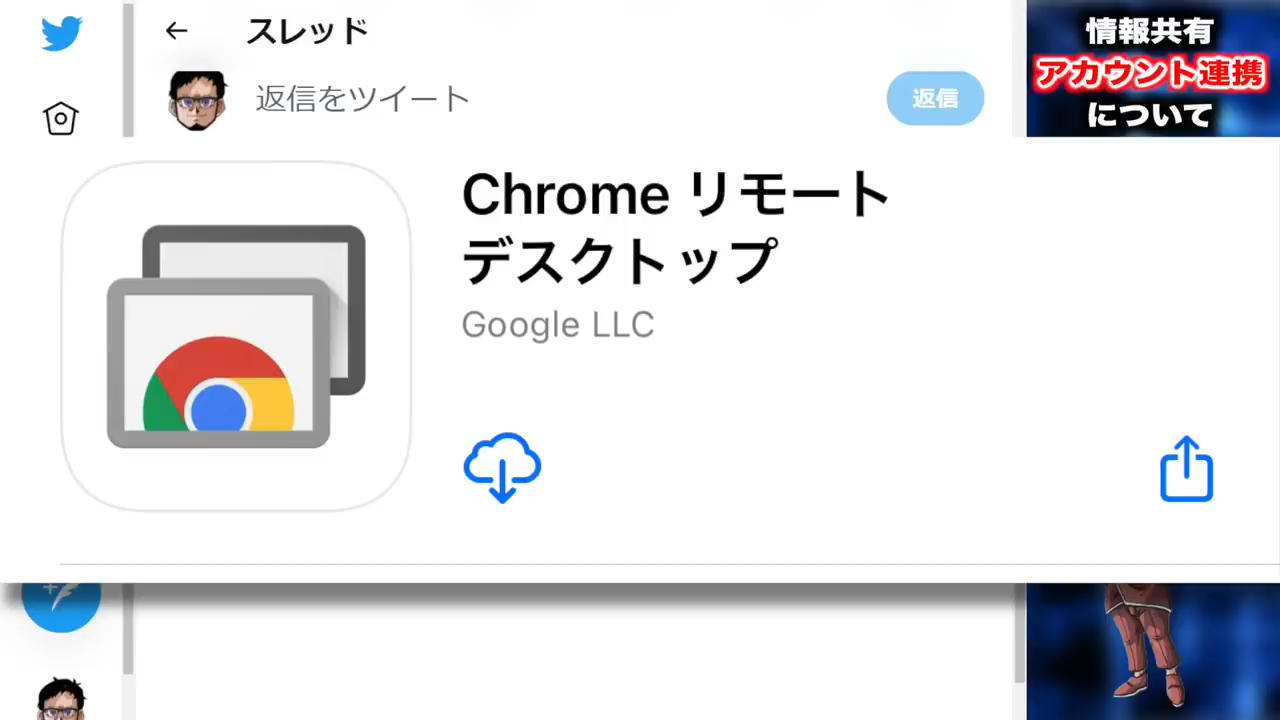 スレッド
返信をツイート
返信
情報共有
アカウント連携
について
Chrome リモート
デスクトップ
Google LLC